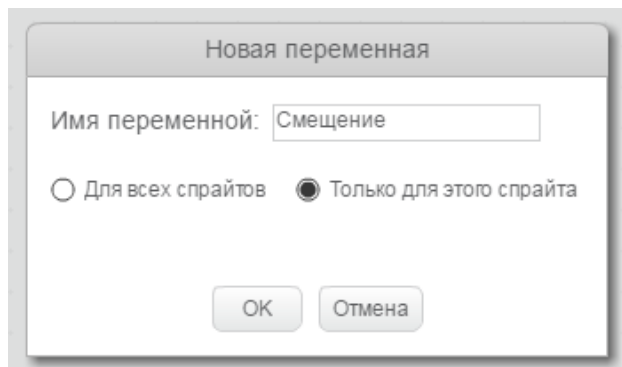 Новая переменная
Имя переменной: Смещение
Для всех спрайтов Только для этого спрайта
OK Отмена